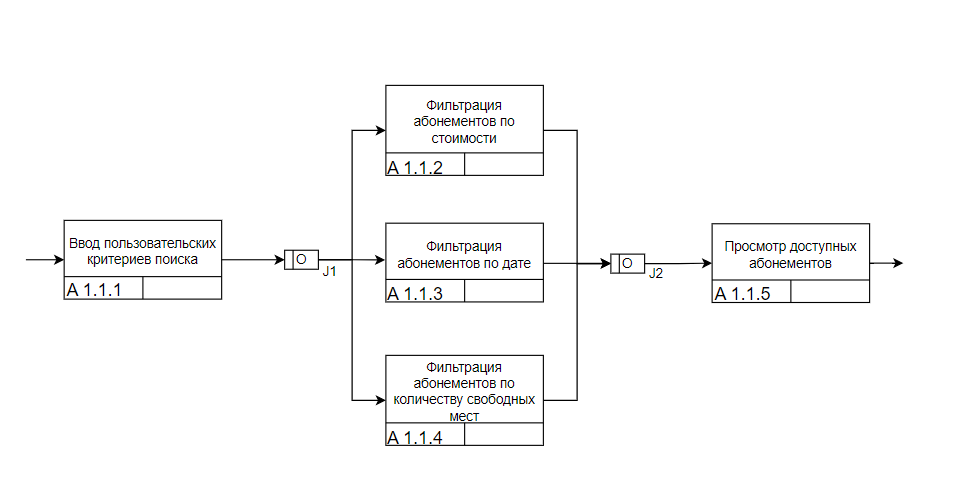 Фильтрация
абонементов по
стоимости
А 1.1.2
Ввод пользовательских
критериев поиска
А 1.1.1
O
J1
Фильтрация
абонементов по дате
А 1.1.3
O
J2
Просмотр доступных
абонементов
А 1.1.5
Фильтрация
абонементов по
количеству свободных
мест
А 1.1.4